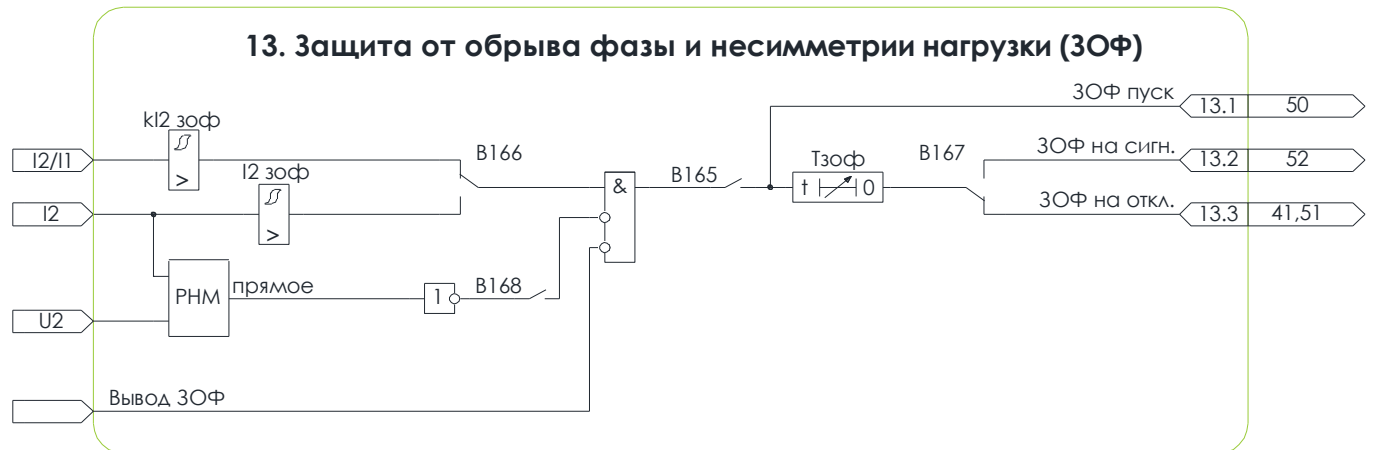 13. Защита от обрыва фазы и несимметрии нагрузки (ЗОФ)
ЗОФ пуск
13.1 50
kI2 зоф
I2/I1
>
I2 зоф
B166
&
B165
Tзоф
B167
ЗОФ на сигн.
13.2 52
I2
>
t 0
ЗОФ на откл.
13.3 41,51
РНМ
прямое
1
B168
U2
Вывод ЗОФ